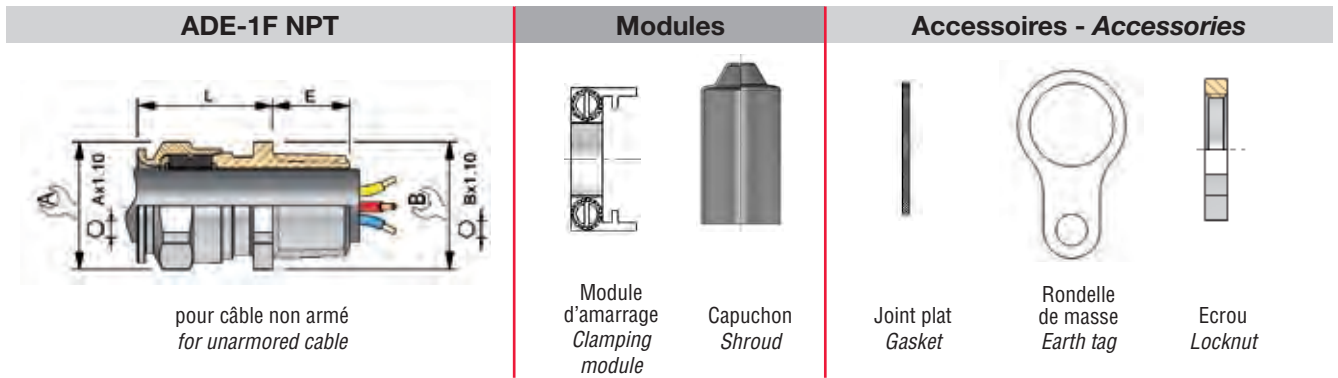 ADE-1F NPT
Modules
Accessoires - Accessories
L
E
A
Ax1.10
B
Bx1.10
pour câble non armé
for unarmored cable
Module
d'amarrage
Clamping
module
Capuchon
Shroud
Joint plat
Gasket
Rondelle
de masse
Earth tag
Ecrou
Locknut